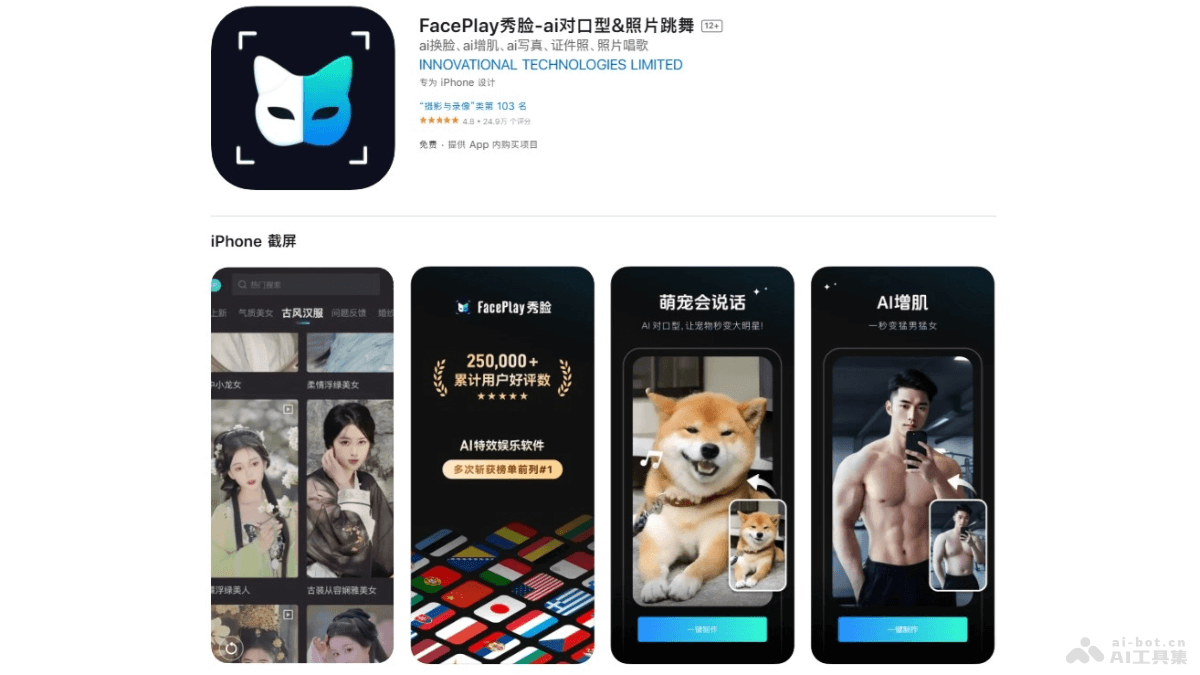 FacePlay秀脸-ai对口型&照片跳舞 12+
ai换脸、ai增肌、ai写真、证件照、照片唱歌
INNOVATIONAL TECHNOLOGIES LIMITED
专为 iPhone 设计
“摄影与录像”类第 103 名
★★★★★ 4.8 • 24.9万 个评分
免费 · 提供 App 内购买项目
iPhone 截屏
热门搜索
上新 气质美女 古风汉服 问题反馈 婚纱
中小龙女 柔情浮绿美女
浮绿美人 古装从容娴雅美女
FacePlay秀脸
250,000+
累计用户好评数
★★★★★
AI特效娱乐软件
多次斩获榜单前列#1
萌宠会说话
AI 对口型,让宠物秒变大明星!
一键制作
AI增肌
一秒变猛男猛女
一键制作
ai-bot.cn
AI工具集